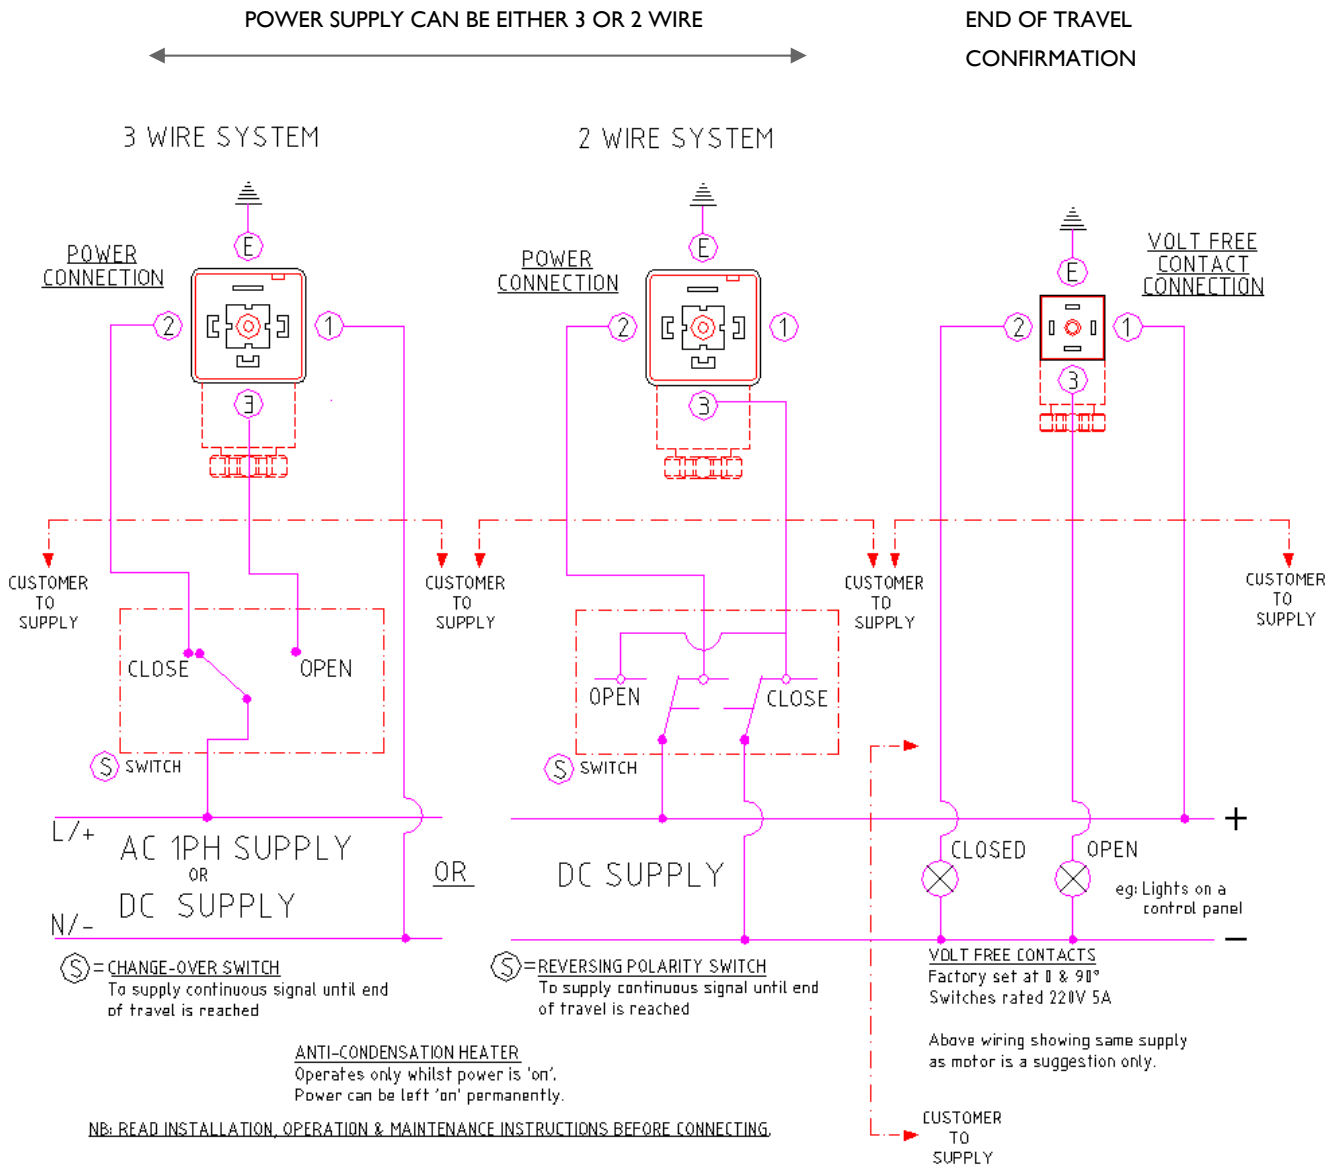 POWER SUPPLY CAN BE EITHER 3 OR 2 WIRE
END OF TRAVEL
CONFIRMATION
3 WIRE SYSTEM
2 WIRE SYSTEM
POWER
CONNECTION
E
2
1
3
POWER
CONNECTION
E
2
1
3
VOLT FREE
CONTACT
CONNECTION
E
2
1
3
CUSTOMER
TO
SUPPLY
CUSTOMER
TO
SUPPLY
CUSTOMER
TO
SUPPLY
CUSTOMER
TO
SUPPLY
CLOSE
OPEN
S SWITCH
OPEN
CLOSE
S SWITCH
L/+
AC 1PH SUPPLY
OR
DC SUPPLY
N/-
OR
DC SUPPLY
+
-
CLOSED
OPEN
eg: Lights on a
control panel
S = CHANGE-OVER SWITCH
To supply continuous signal until end
of travel is reached
S = REVERSING POLARITY SWITCH
To supply continuous signal until end
of travel is reached
VOLT FREE CONTACTS
Factory set at 0 & 90°
Switches rated 220V 5A
Above wiring showing same supply
as motor is a suggestion only.
ANTI-CONDENSATION HEATER
Operates only whilst power is 'on'.
Power can be left 'on' permanently.
NB: READ INSTALLATION, OPERATION & MAINTENANCE INSTRUCTIONS BEFORE CONNECTING.
CUSTOMER
TO
SUPPLY